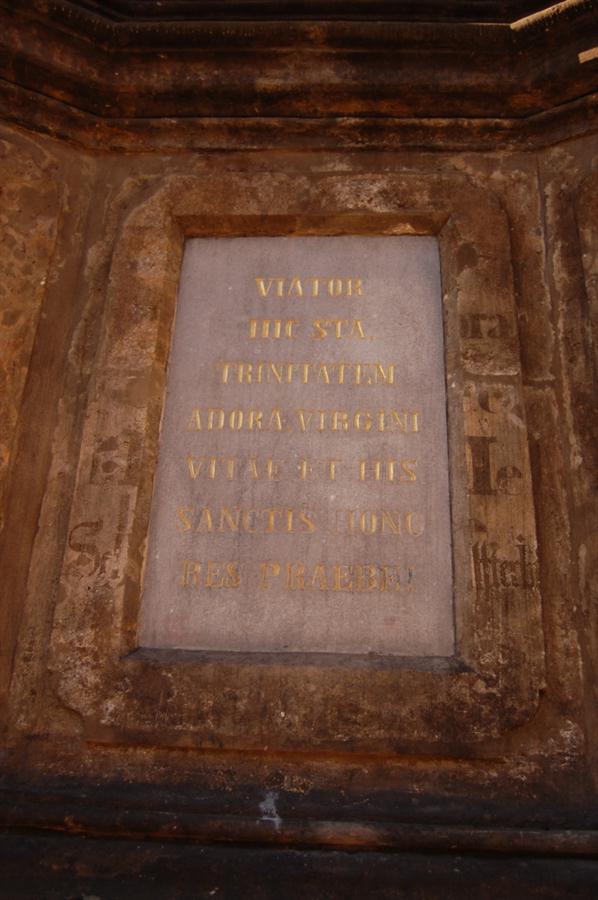 VIATOR
HIC STA,
TRINITATEM
ADORA, VIRGINI
VITAE ET HIS
SANCTIS HONO
RES PRAEBE!